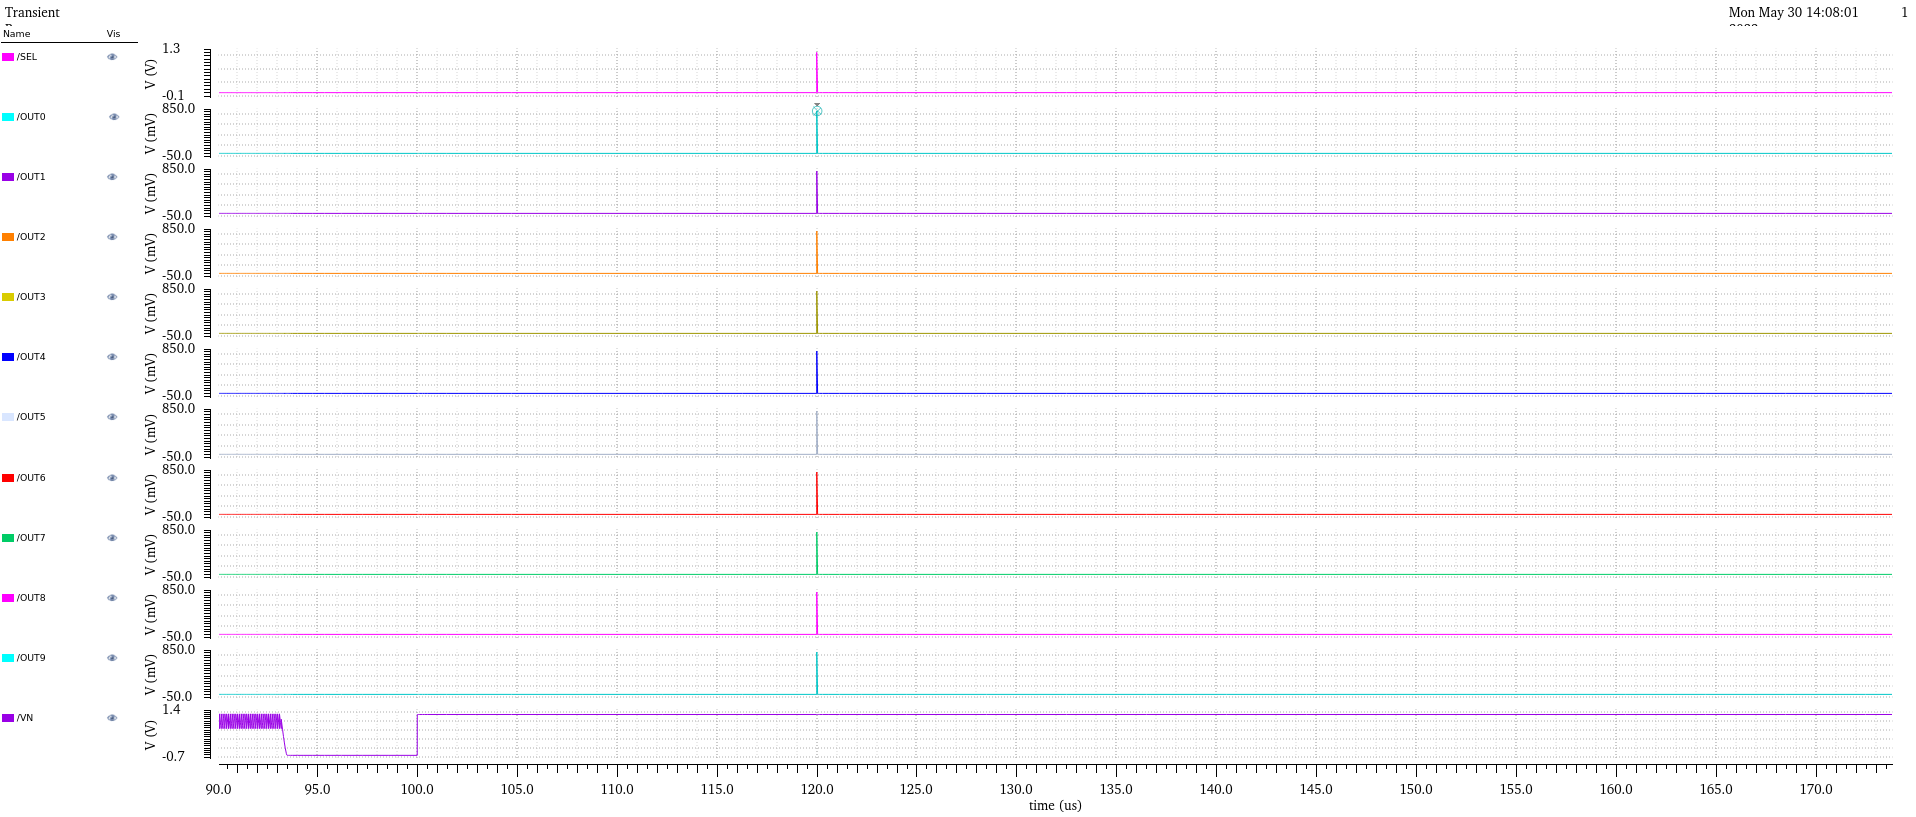 Transient
Mon May 30 14:08:01 1
Name Vis
/SEL
1.3
V (V)
-0.1
/OUT0
850.0
V (mV)
-50.0
/OUT1
850.0
V (mV)
-50.0
/OUT2
850.0
V (mV)
-50.0
/OUT3
850.0
V (mV)
-50.0
/OUT4
850.0
V (mV)
-50.0
/OUT5
850.0
V (mV)
-50.0
/OUT6
850.0
V (mV)
-50.0
/OUT7
850.0
V (mV)
-50.0
/OUT8
850.0
V (mV)
-50.0
/OUT9
850.0
V (mV)
-50.0
/VN
1.4
V (V)
-0.7
90.0 95.0 100.0 105.0 110.0 115.0 120.0 125.0 130.0 135.0 140.0 145.0 150.0 155.0 160.0 165.0 170.0
time (us)